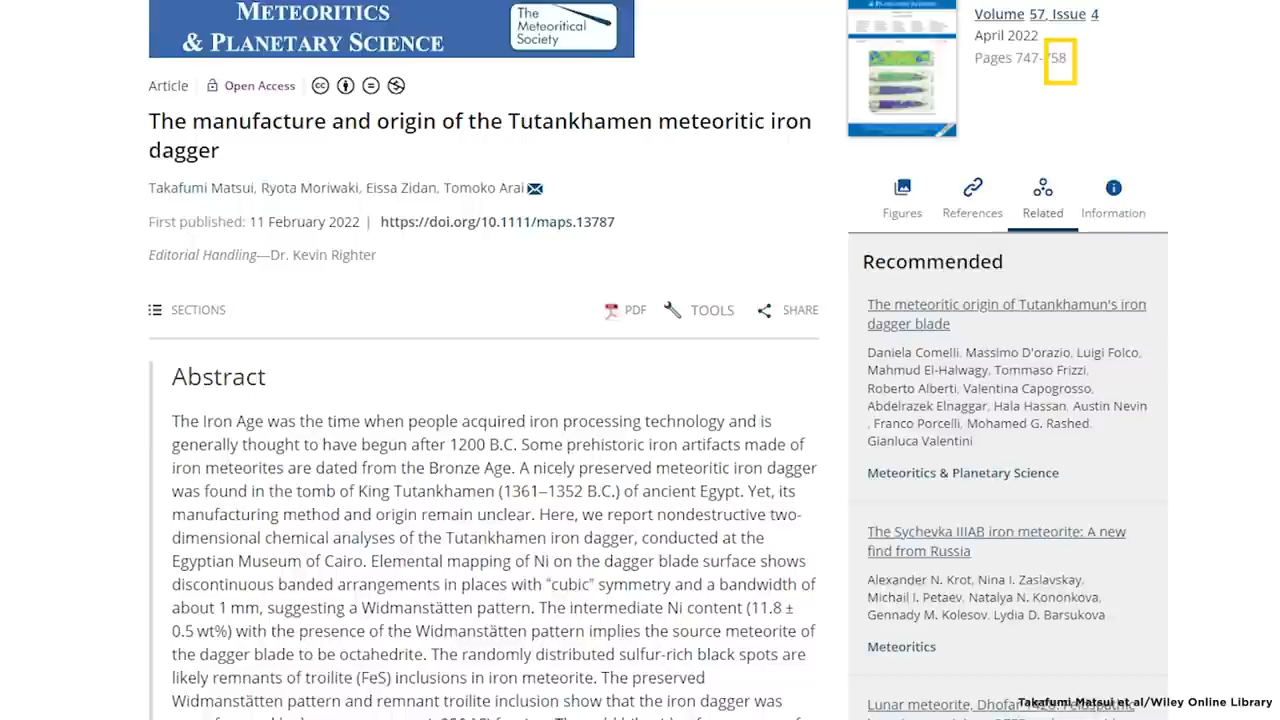 METEORITICS
& PLANETARY SCIENCE
The
Meteoritical
Society
Article
Open Access
The manufacture and origin of the Tutankhamen meteoritic iron
dagger
Takafumi Matsui, Ryota Moriwaki, Eissa Zidan, Tomoko Arai
First published: 11 February 2022 | https://doi.org/10.1111/maps.13787
Editorial Handling—Dr. Kevin Righter
SECTIONS
PDF
TOOLS
SHARE
Abstract
The Iron Age was the time when people acquired iron processing technology and is
generally thought to have begun after 1200 B.C. Some prehistoric iron artifacts made of
iron meteorites are dated from the Bronze Age. A nicely preserved meteoritic iron dagger
was found in the tomb of King Tutankhamen (1361–1352 B.C.) of ancient Egypt. Yet, its
manufacturing method and origin remain unclear. Here, we report nondestructive two-
dimensional chemical analyses of the Tutankhamen iron dagger, conducted at the
Egyptian Museum of Cairo. Elemental mapping of Ni on the dagger blade surface shows
discontinuous banded arrangements in places with “cubic” symmetry and a bandwidth of
about 1 mm, suggesting a Widmanstätten pattern. The intermediate Ni content (11.8 ±
0.5 wt%) with the presence of the Widmanstätten pattern implies the source meteorite of
the dagger blade to be octahedrite. The randomly distributed sulfur-rich black spots are
likely remnants of troilite (FeS) inclusions in iron meteorite. The preserved
Widmanstätten pattern and remnant troilite inclusion show that the iron dagger was
Volume 57, Issue 4
April 2022
Pages 747-758
Figures
References
Related
Information
Recommended
The meteoritic origin of Tutankhamun's iron
dagger blade
Daniela Comelli, Massimo D'orazio, Luigi Folco,
Mahmud El-Halwagy, Tommaso Frizzi,
Roberto Alberti, Valentina Capogrosso,
Abdelrazek Elnaggar, Hala Hassan, Austin Nevin
, Franco Porcelli, Mohamed G. Rashed,
Gianluca Valentini
Meteoritics & Planetary Science
The Sychevka IIIAB iron meteorite: A new
find from Russia
Alexander N. Krot, Nina I. Zaslavskay,
Michail I. Petaev, Natalya N. Kononkova,
Gennady M. Kolesov, Lydia D. Barsukova
Meteoritics
Lunar meteorite, Dhofar
Takafumi Matsui et al/Wiley Online Library